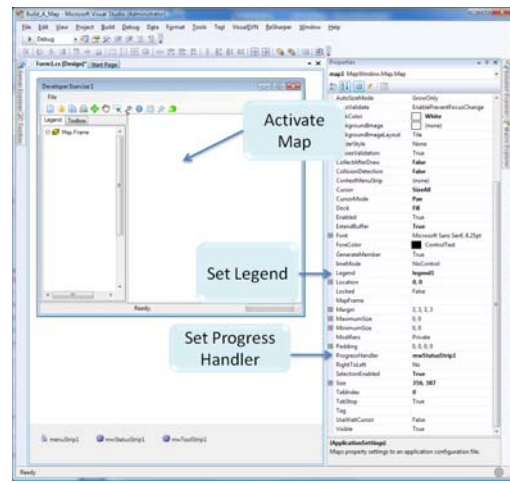 Build_A_Map - Microsoft Visual Studio (Administrator)
File Edit View Project Build Debug Data Format Tools Test VisualSVN ReSharper Window Help
Debug
Form1.cs [Design]* Start Page
Properties
map1 MapWindow.Map.Map
Developer Exercise 1
File
Legend Toolbox
Map Frame
Ready.
Activate Map
Set Legend
Set Progress Handler
AutoSizeMode GrowOnly
Validate EnablePreventFocusChange
Color White
groundImage (none)
groundImageLayout Tile
erStyle None
Validation True
CollectAfterDraw False
CollisionDetection False
ContextMenuStrip (none)
Cursor SizeAll
CursorMode Pan
Dock Fill
Enabled True
ExtendBuffer True
Font Microsoft Sans Serif, 8.25pt
ForeColor ControlText
GenerateMember True
ImeMode NoControl
Legend legend1
Location 0, 0
Locked False
MapFrame
Margin 3, 3, 3, 3
MaximumSize 0, 0
MinimumSize 0, 0
Modifiers Private
Padding 0, 0, 0, 0
ProgressHandler mwStatusStrip1
RightToLeft No
SelectionEnabled True
Size 356, 387
TabIndex 0
TabStop True
Tag
UseWaitCursor False
Visible True
(ApplicationSettings)
Maps property settings to an application configuration file.
menuStrip1 mwStatusStrip1 mwToolStrip1
Ready